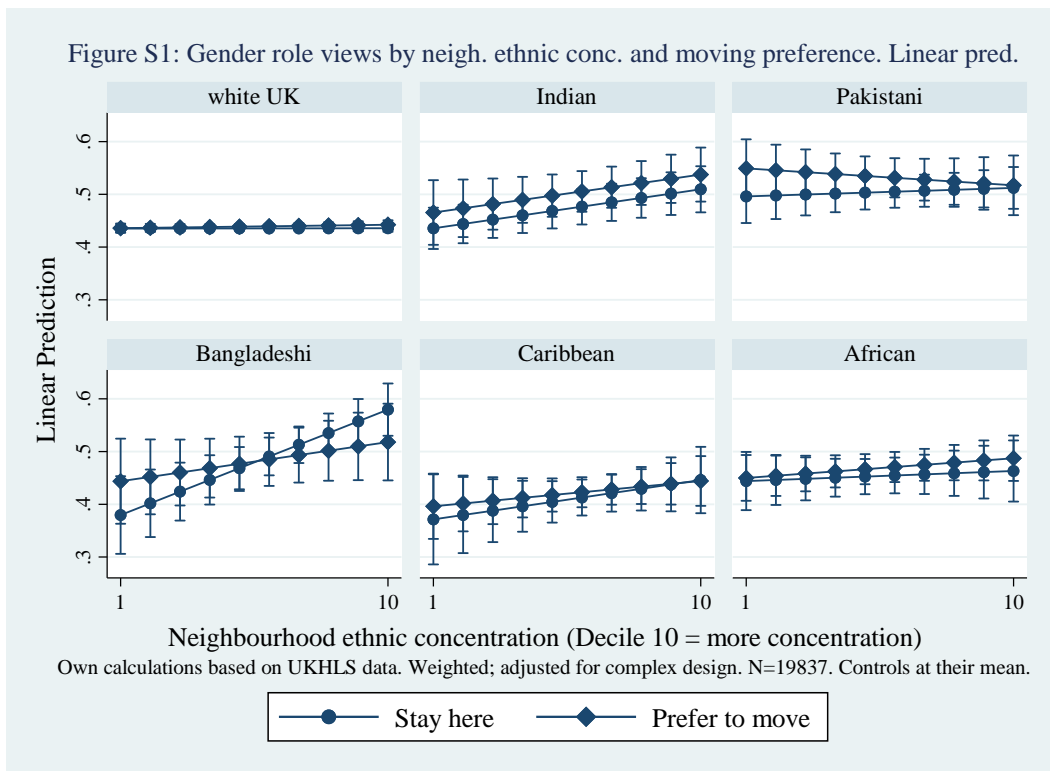 Figure S1: Gender role views by neigh. ethnic conc. and moving preference. Linear pred.
white UK
Indian
Pakistani
.6
.5
.4
.3
Bangladeshi
Caribbean
African
.6
.5
.4
.3
Linear Prediction
1
10
1
10
1
10
Neighbourhood ethnic concentration (Decile 10 = more concentration)
Own calculations based on UKHLS data. Weighted; adjusted for complex design. N=19837. Controls at their mean.
Stay here
Prefer to move